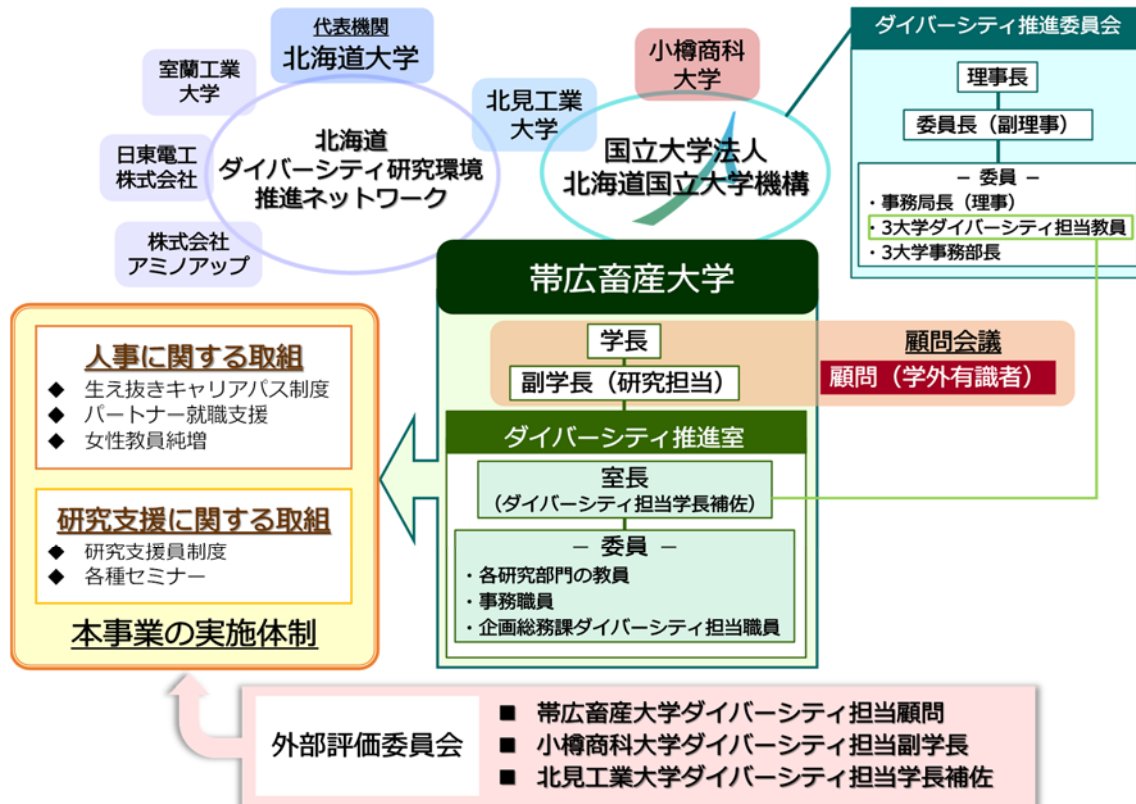 代表機関
北海道大学
室蘭工業
大学
日東電工
株式会社
株式会社
アミノアップ
北海道
ダイバーシティ研究環境
推進ネットワーク
北見工業
大学
小樽商科
大学
国立大学法人
北海道国立大学機構
ダイバーシティ推進委員会
理事長
委員長（副理事）
－ 委員 －
・事務局長（理事）
・3大学ダイバーシティ担当教員
・3大学事務部長
帯広畜産大学
学長
副学長（研究担当）
顧問会議
顧問（学外有識者）
ダイバーシティ推進室
室長
（ダイバーシティ担当学長補佐）
－ 委員 －
・各研究部門の教員
・事務職員
・企画総務課ダイバーシティ担当職員
人事に関する取組
◆ 生え抜きキャリアパス制度
◆ パートナー就職支援
◆ 女性教員純増
研究支援に関する取組
◆ 研究支援員制度
◆ 各種セミナー
本事業の実施体制
外部評価委員会
■ 帯広畜産大学ダイバーシティ担当顧問
■ 小樽商科大学ダイバーシティ担当副学長
■ 北見工業大学ダイバーシティ担当学長補佐